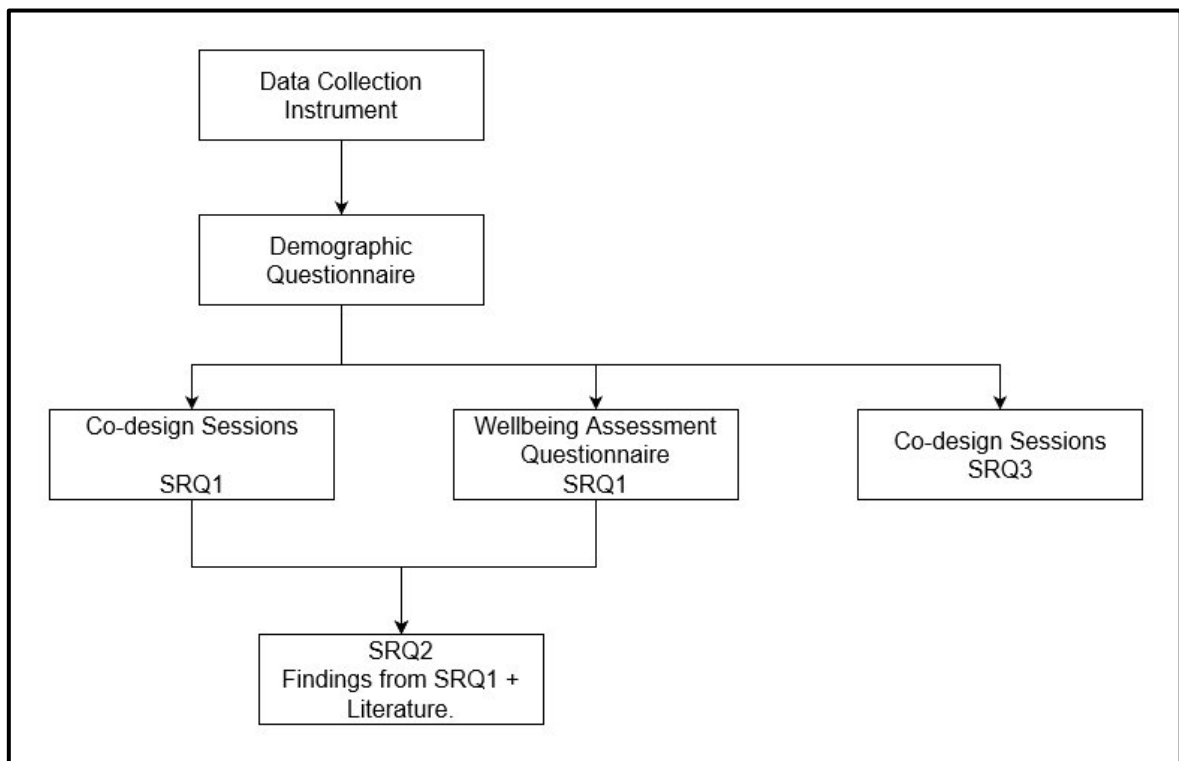 Data Collection
Instrument
Demographic
Questionnaire
Co-design Sessions
SRQ1
Wellbeing Assessment
Questionnaire
SRQ1
Co-design Sessions
SRQ3
SRQ2
Findings from SRQ1 +
Literature.